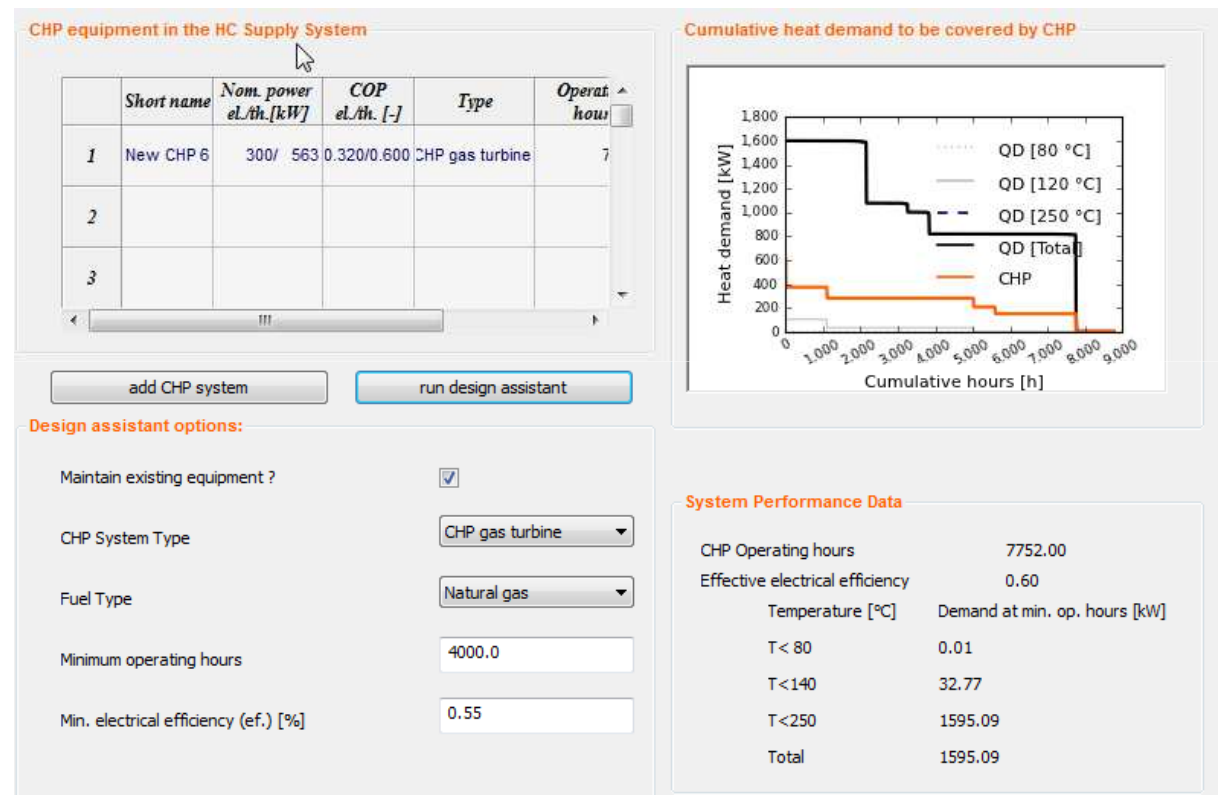 CHP equipment in the HC Supply System
Short name
Nom. power
el./th.[kW]
COP
el./th. [-]
Type
Operat
hour
1 New CHP 6 300/ 563 0.320/0.600 CHP gas turbine 7
2
3
add CHP system
run design assistant
Design assistant options:
Maintain existing equipment ?
CHP System Type CHP gas turbine
Fuel Type Natural gas
Minimum operating hours 4000.0
Min. electrical efficiency (ef.) [%] 0.55
Cumulative heat demand to be covered by CHP
Heat demand [kW]
1,800
1,600
1,400
1,200
1,000
800
600
400
200
0
QD [80 °C]
QD [120 °C]
QD [250 °C]
QD [Total]
CHP
0 1.000 2.000 3.000 4.000 5.000 6.000 7.000 8.000 9.000
Cumulative hours [h]
System Performance Data
CHP Operating hours 7752.00
Effective electrical efficiency 0.60
Temperature [ºC] Demand at min. op. hours [kW]
T< 80 0.01
T<140 32.77
T<250 1595.09
Total 1595.09